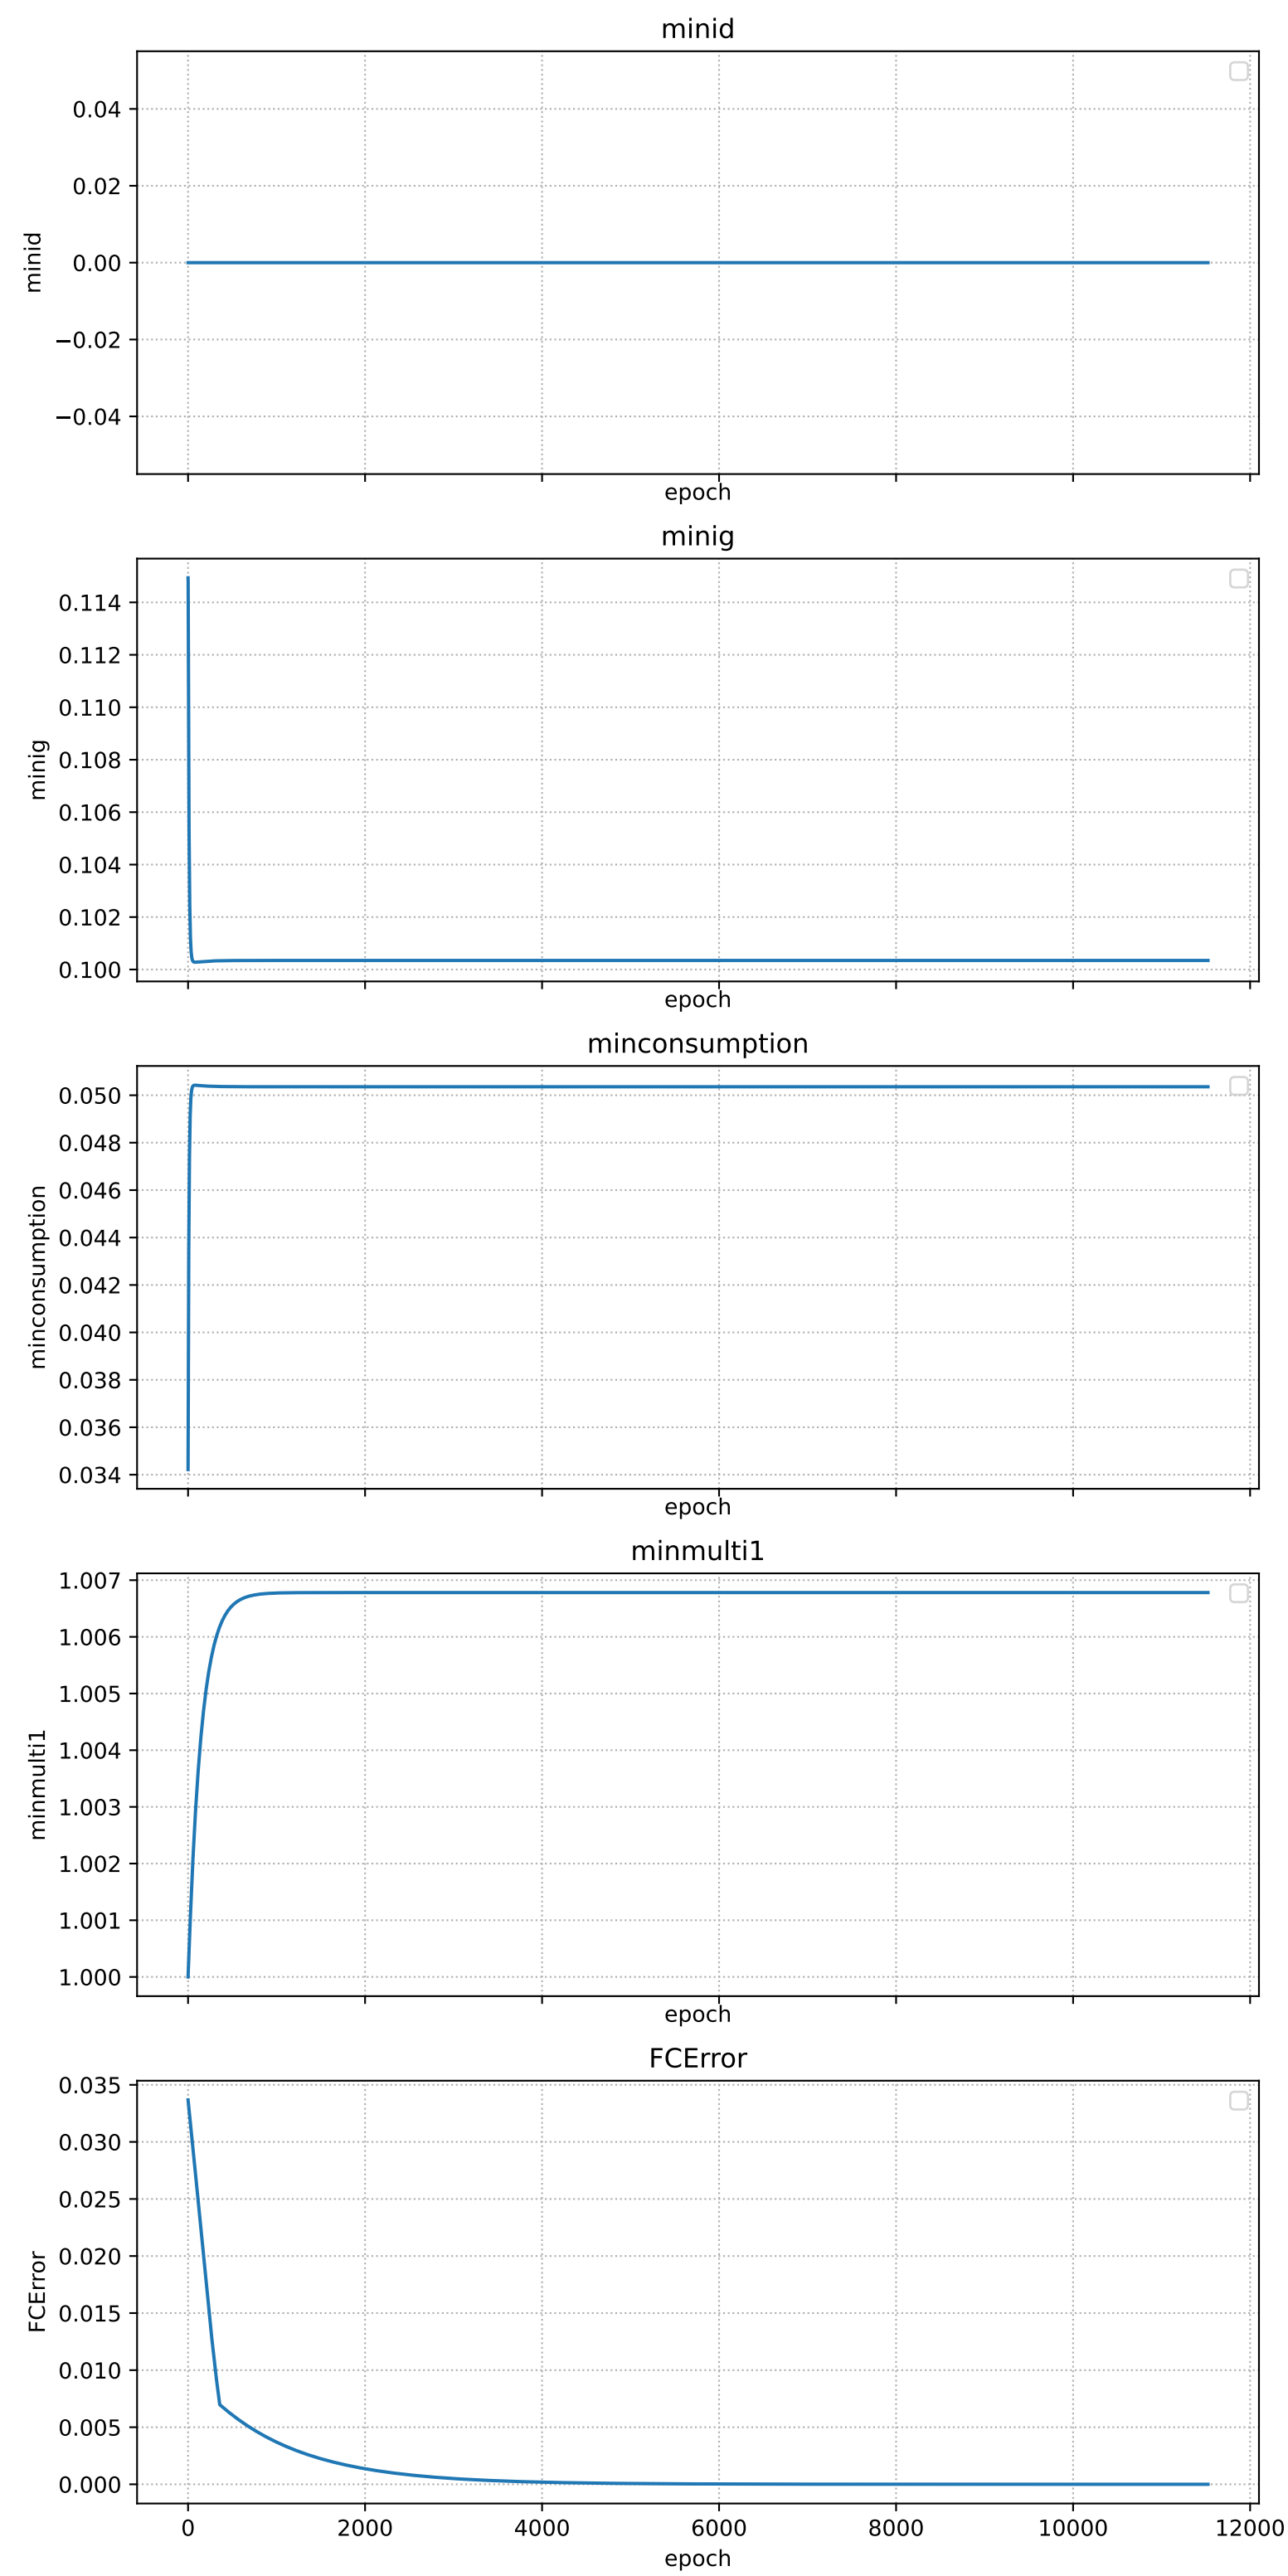 minid
0.04
0.02
0.00
−0.02
−0.04
minid
epoch
minig
0.114
0.112
0.110
0.108
0.106
0.104
0.102
0.100
minig
epoch
minconsumption
0.050
0.048
0.046
0.044
0.042
0.040
0.038
0.036
0.034
minconsumption
epoch
minmulti1
1.007
1.006
1.005
1.004
1.003
1.002
1.001
1.000
minmulti1
epoch
FCError
0.035
0.030
0.025
0.020
0.015
0.010
0.005
0.000
FCError
0 2000 4000 6000 8000 10000 12000
epoch